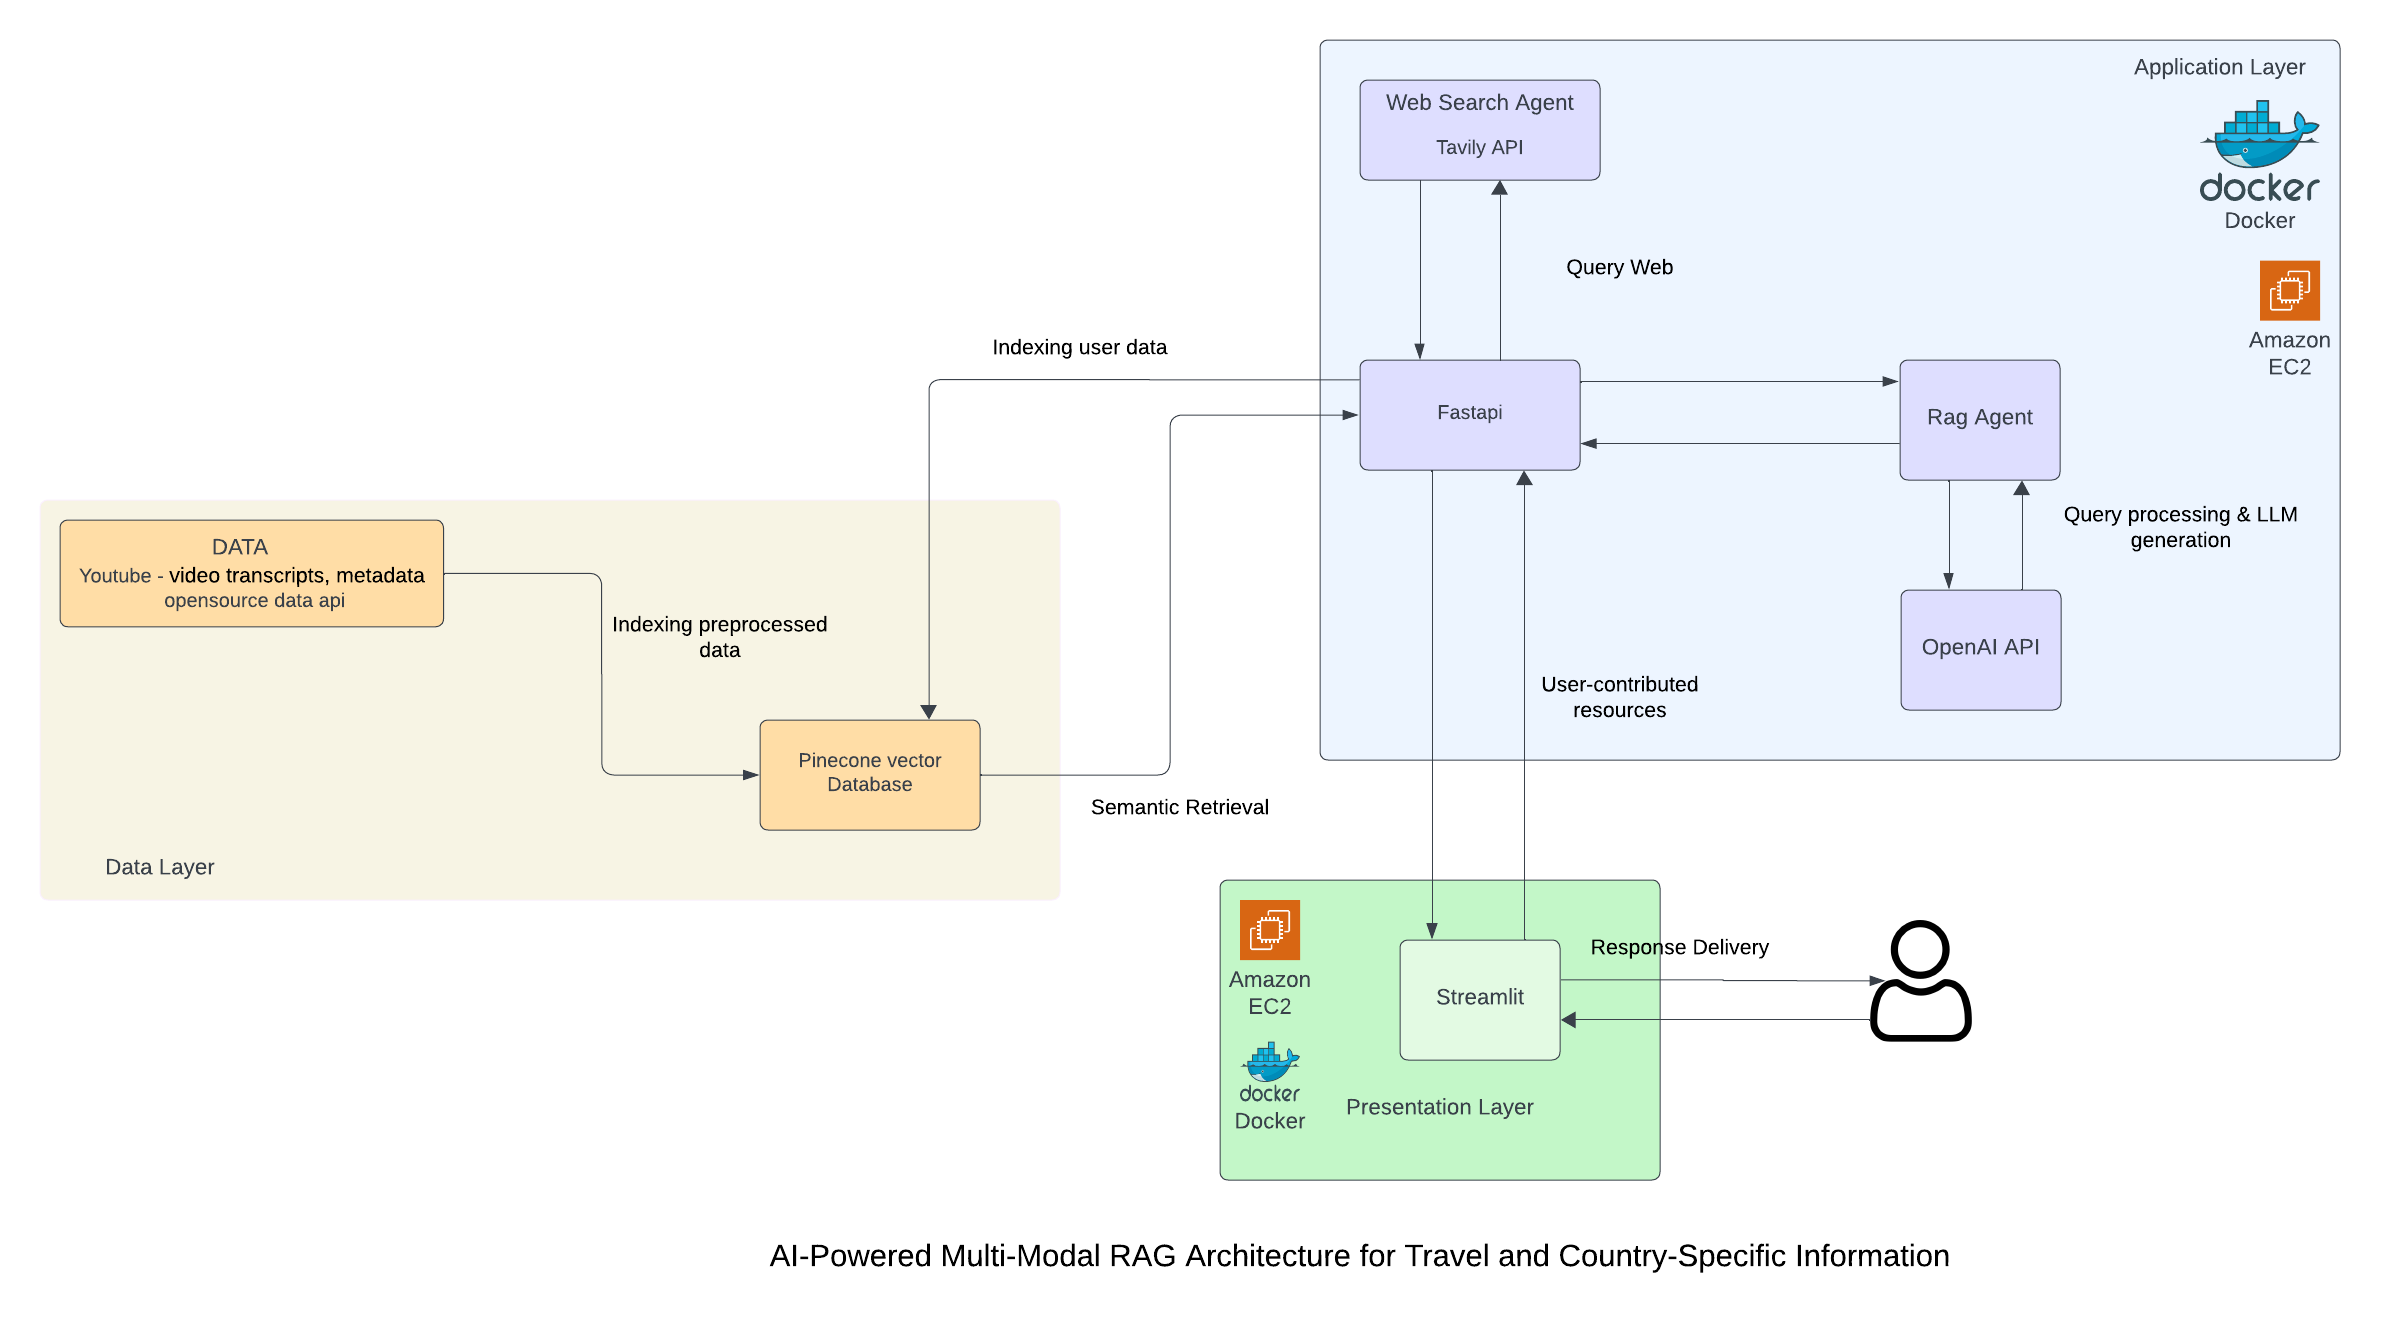 Application Layer
Web Search Agent
Tavily API
docker
Docker
Query Web
Amazon
EC2
Indexing user data
Fastapi
Rag Agent
Query processing & LLM
generation
DATA
Youtube - video transcripts, metadata
opensource data api
Indexing preprocessed
data
OpenAI API
User-contributed
resources
Pinecone vector
Database
Semantic Retrieval
Data Layer
Amazon
EC2
Response Delivery
Streamlit
docker
Docker
Presentation Layer
AI-Powered Multi-Modal RAG Architecture for Travel and Country-Specific Information